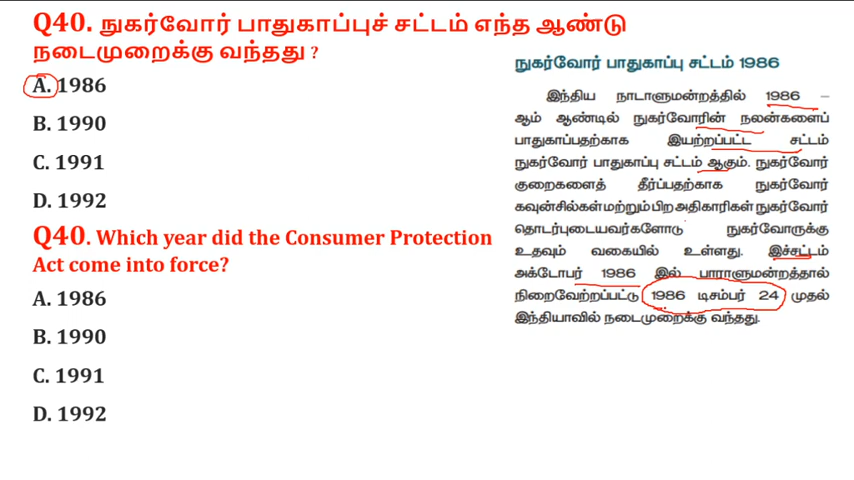 Q40. நுகர்வோர் பாதுகாப்புச் சட்டம் எந்த ஆண்டு
நடைமுறைக்கு வந்தது ?
A. 1986
B. 1990
C. 1991
D. 1992
Q40. Which year did the Consumer Protection
Act come into force?
A. 1986
B. 1990
C. 1991
D. 1992
நுகர்வோர் பாதுகாப்பு சட்டம் 1986
இந்திய நாடாளுமன்றத்தில் 1986 –
ஆம் ஆண்டில் நுகர்வோரின் நலன்களைப்
பாதுகாப்பதற்காக இயற்றப்பட்ட சட்டம்
நுகர்வோர் பாதுகாப்பு சட்டம் ஆகும். நுகர்வோர்
குறைகளைத் தீர்ப்பதற்காக நுகர்வோர்
கவுன்சில்கள் மற்றும் பிற அதிகாரிகள் நுகர்வோர்
தொடர்புடையவர்களோடு நுகர்வோருக்கு
உதவும் வகையில் உள்ளது. இச்சட்டம்
அக்டோபர் 1986 இல் பாராளுமன்றத்தால்
நிறைவேற்றப்பட்டு 1986 டிசம்பர் 24 முதல்
இந்தியாவில் நடைமுறைக்கு வந்தது.